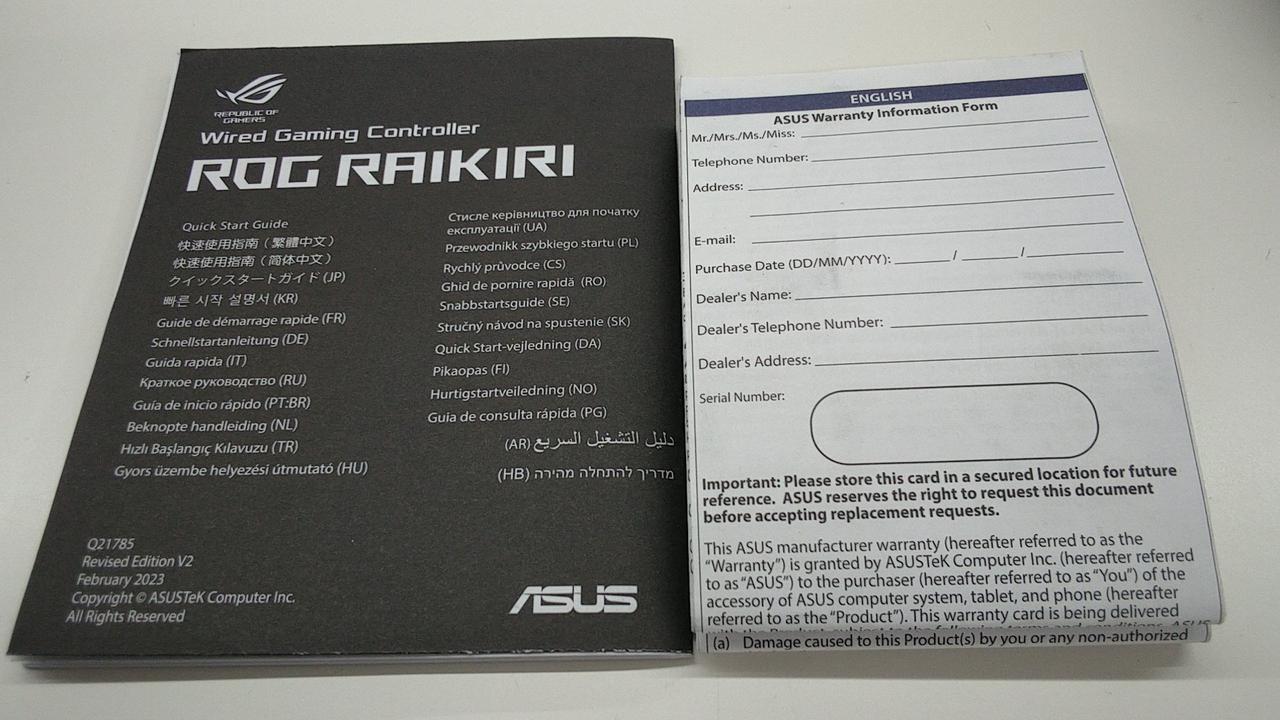 REPUBLIC OF
GAMERS
Wired Gaming Controller
ROG RAIKIRI
Quick Start Guide
快速使用指南（繁體中文）
快速使用指南（简体中文）
クイックスタートガイド (JP)
빠른 시작 설명서 (KR)
Guide de démarrage rapide (FR)
Schnellstartanleitung (DE)
Guida rapida (IT)
Краткое руководство (RU)
Guía de inicio rápido (PT:BR)
Beknopte handleiding (NL)
Hızlı Başlangıç Kılavuzu (TR)
Gyors üzembe helyezési útmutató (HU)
Стисле керівництво для початку
експлуатації (UA)
Przewodnikk szybkiego startu (PL)
Rychlý průvodce (CS)
Ghid de pornire rapidă (RO)
Snabbstartsguide (SE)
Stručný návod na spustenie (SK)
Quick Start-vejledning (DA)
Pikaopas (FI)
Hurtigstartveiledning (NO)
Guia de consulta rápida (PG)
دليل التشغيل السريع (AR)
מדריך להתחלה מהירה (HB)
Q21785
Revised Edition V2
February 2023
Copyright © ASUSTeK Computer Inc.
All Rights Reserved
ASUS
ENGLISH
ASUS Warranty Information Form
Mr./Mrs./Ms./Miss:
Telephone Number:
Address:
E-mail:
Purchase Date (DD/MM/YYYY): / /
Dealer's Name:
Dealer's Telephone Number:
Dealer's Address:
Serial Number:
Important: Please store this card in a secured location for future
reference. ASUS reserves the right to request this document
before accepting replacement requests.
This ASUS manufacturer warranty (hereafter referred to as the
“Warranty”) is granted by ASUSTeK Computer Inc. (hereafter referred
to as “ASUS”) to the purchaser (hereafter referred to as “You”) of the
accessory of ASUS computer system, tablet, and phone (hereafter
referred to as the “Product”). This warranty card is being delivered
(a) Damage caused to this Product(s) by you or any non-authorized